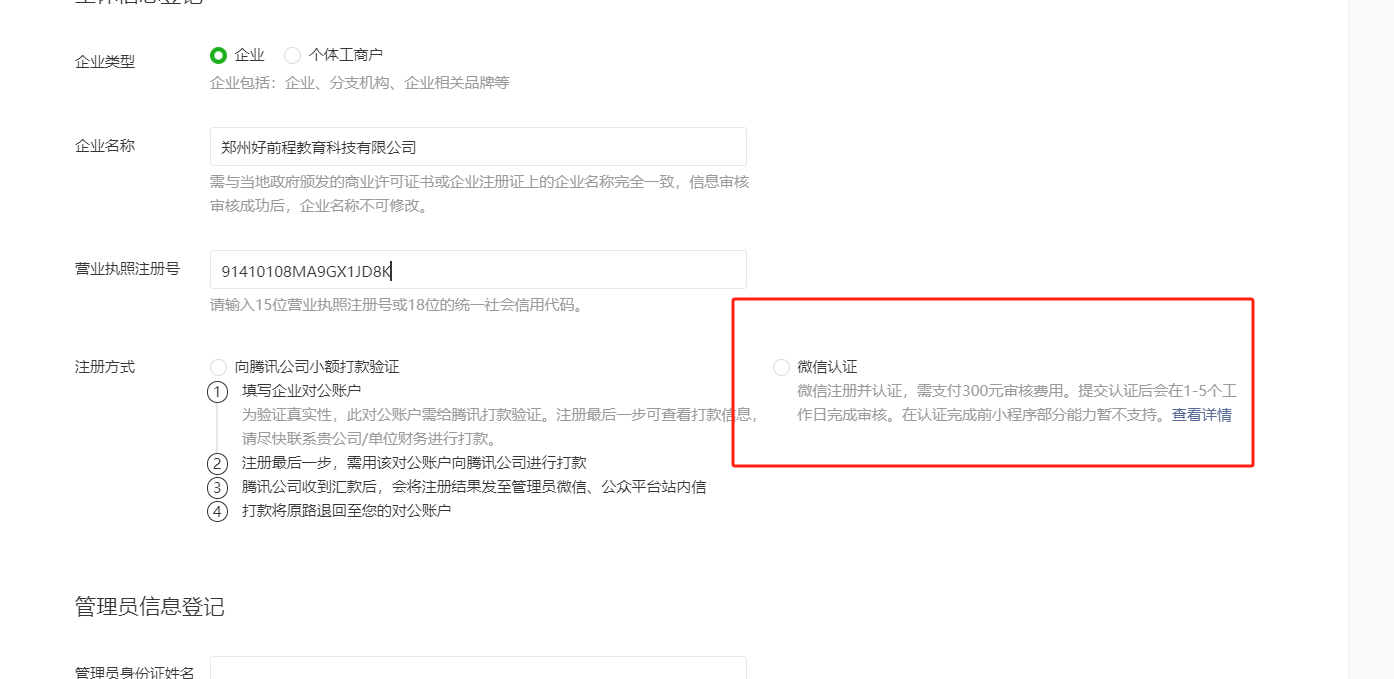 企业类型
企业 个体工商户
企业包括：企业、分支机构、企业相关品牌等
企业名称
郑州好前程教育科技有限公司
需与当地政府颁发的商业许可证书或企业注册证上的企业名称完全一致，信息审核
审核成功后，企业名称不可修改。
营业执照注册号
91410108MA9GX1JD8K
请输入15位营业执照注册号或18位的统一社会信用代码。
注册方式
向腾讯公司小额打款验证
1 填写企业对公账户
为验证真实性，此对公账户需给腾讯打款验证。注册最后一步可查看打款信息，
请尽快联系贵公司/单位财务进行打款。
2 注册最后一步，需用该对公账户向腾讯公司进行打款
3 腾讯公司收到汇款后，会将注册结果发至管理员微信、公众平台站内信
4 打款将原路退回至您的对公账户
微信认证
微信注册并认证，需支付300元审核费用。提交认证后会在1-5个工
作日完成审核。在认证完成前小程序部分能力暂不支持。查看详情
管理员信息登记
管理员身份证姓名